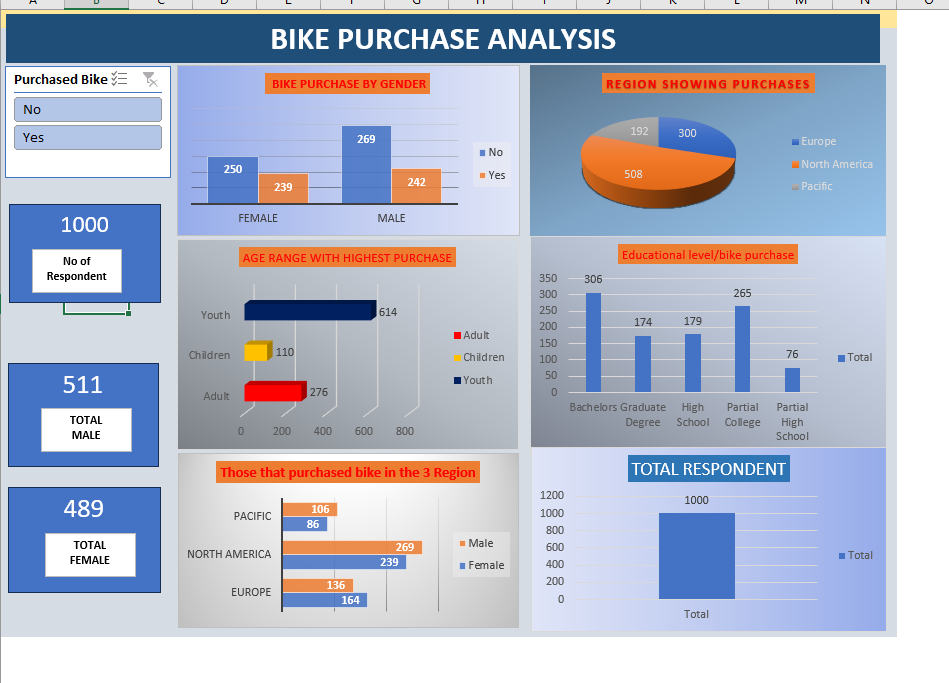 BIKE PURCHASE ANALYSIS
Purchased Bike
No
Yes
1000
No of
Respondent
511
TOTAL
MALE
489
TOTAL
FEMALE
BIKE PURCHASE BY GENDER
250
239
269
242
FEMALE
MALE
No
Yes
REGION SHOWING PURCHASES
192
300
508
Europe
North America
Pacific
AGE RANGE WITH HIGHEST PURCHASE
Youth
614
Children
110
Adult
276
0
200
400
600
800
Adult
Children
Youth
Educational level/bike purchase
350
300
250
200
150
100
50
0
306
174
179
265
76
Bachelors
Graduate
Degree
High
School
Partial
College
Partial
High
School
Total
Those that purchased bike in the 3 Region
PACIFIC
106
86
NORTH AMERICA
269
239
EUROPE
136
164
Male
Female
TOTAL RESPONDENT
1200
1000
800
600
400
200
0
1000
Total
Total